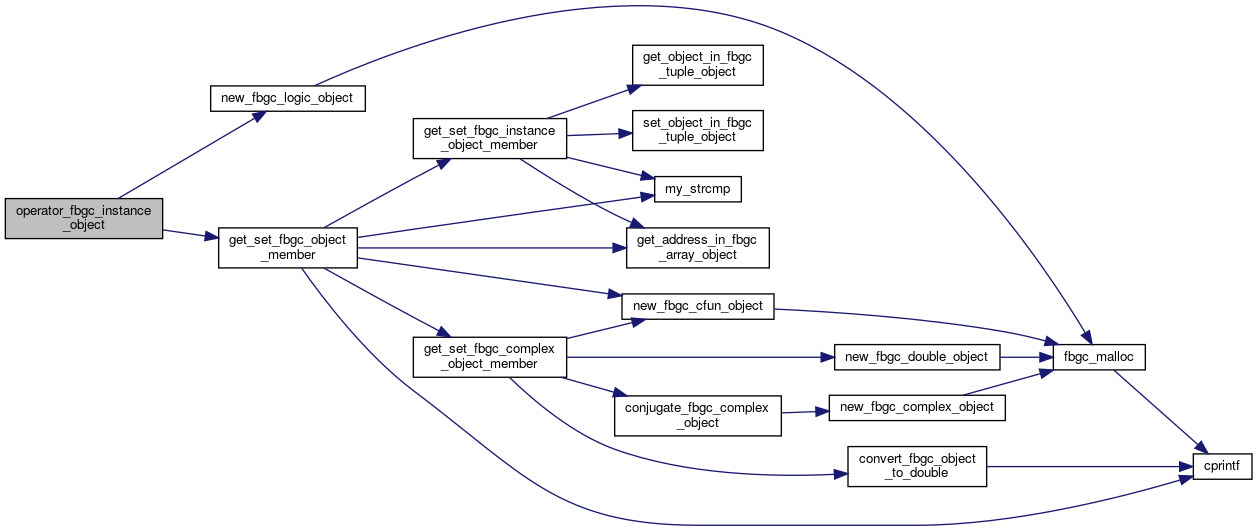 operator_fbgc_instance
_object
new_fbgc_logic_object
get_set_fbgc_object
_member
get_set_fbgc_instance
_object_member
get_set_fbgc_complex
_object_member
get_object_in_fbgc
_tuple_object
set_object_in_fbgc
_tuple_object
my_strcmp
get_address_in_fbgc
_array_object
new_fbgc_cfun_object
conjugate_fbgc_complex
_object
new_fbgc_double_object
new_fbgc_complex_object
convert_fbgc_object
_to_double
fbgc_malloc
cprintf